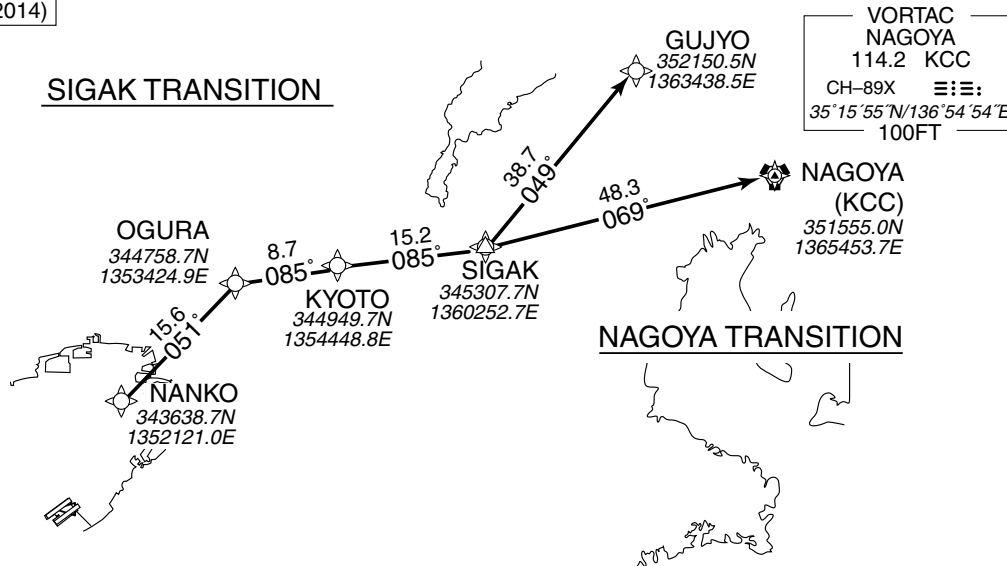 2014)
SIGAK TRANSITION
VORTAC
NAGOYA
114.2 KCC
CH–89X
35°15´55˝N/136°54´54˝E
100FT
GUJYO
352150.5N
1363438.5E
38.7
049°
48.3
069°
NAGOYA
(KCC)
351555.0N
1365453.7E
OGURA
344758.7N
1353424.9E
8.7
085°
15.2
085°
SIGAK
345307.7N
1360252.7E
KYOTO
344949.7N
1354448.8E
15.6
051°
NANKO
343638.7N
1352121.0E
NAGOYA TRANSITION